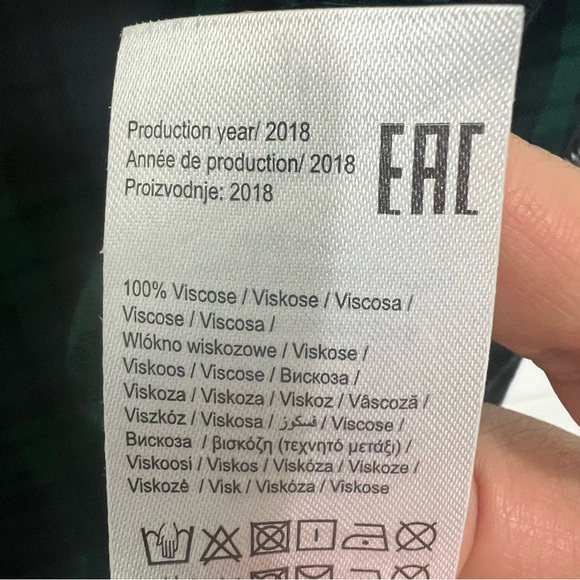 Production year/ 2018
Année de production/ 2018
Proizvodnje: 2018
EAC
100% Viscose / Viskose / Viscosa /
Viscose / Viscosa /
Wlókno wiskozowe / Viskose /
Viskoos / Viscose / Вискоза /
Viskoza / Viskoza / Viskoz / Vâscoză /
Viszkóz / Viskosa / فسكوز / Viscose /
Вискоза / βισκόζη (τεχνητό μετάξι) /
Viskoosi / Viskos / Viskóza / Viskoze /
Viskozė / Visk / Viskóza / Viskose